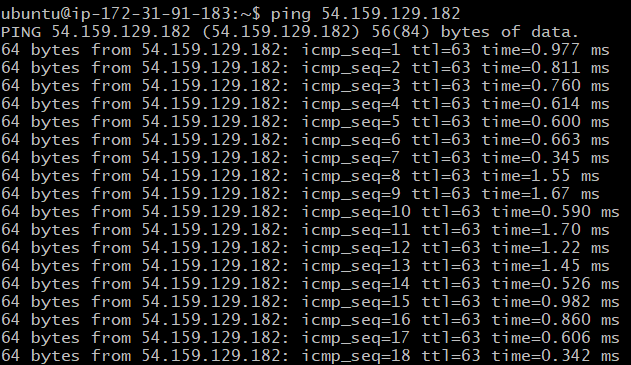 ubuntu@ip-172-31-91-183:~$ ping 54.159.129.182
PING 54.159.129.182 (54.159.129.182) 56(84) bytes of data.
64 bytes from 54.159.129.182: icmp_seq=1 ttl=63 time=0.977 ms
64 bytes from 54.159.129.182: icmp_seq=2 ttl=63 time=0.811 ms
64 bytes from 54.159.129.182: icmp_seq=3 ttl=63 time=0.760 ms
64 bytes from 54.159.129.182: icmp_seq=4 ttl=63 time=0.614 ms
64 bytes from 54.159.129.182: icmp_seq=5 ttl=63 time=0.600 ms
64 bytes from 54.159.129.182: icmp_seq=6 ttl=63 time=0.663 ms
64 bytes from 54.159.129.182: icmp_seq=7 ttl=63 time=0.345 ms
64 bytes from 54.159.129.182: icmp_seq=8 ttl=63 time=1.55 ms
64 bytes from 54.159.129.182: icmp_seq=9 ttl=63 time=1.67 ms
64 bytes from 54.159.129.182: icmp_seq=10 ttl=63 time=0.590 ms
64 bytes from 54.159.129.182: icmp_seq=11 ttl=63 time=1.70 ms
64 bytes from 54.159.129.182: icmp_seq=12 ttl=63 time=1.22 ms
64 bytes from 54.159.129.182: icmp_seq=13 ttl=63 time=1.45 ms
64 bytes from 54.159.129.182: icmp_seq=14 ttl=63 time=0.526 ms
64 bytes from 54.159.129.182: icmp_seq=15 ttl=63 time=0.982 ms
64 bytes from 54.159.129.182: icmp_seq=16 ttl=63 time=0.860 ms
64 bytes from 54.159.129.182: icmp_seq=17 ttl=63 time=0.606 ms
64 bytes from 54.159.129.182: icmp_seq=18 ttl=63 time=0.342 ms